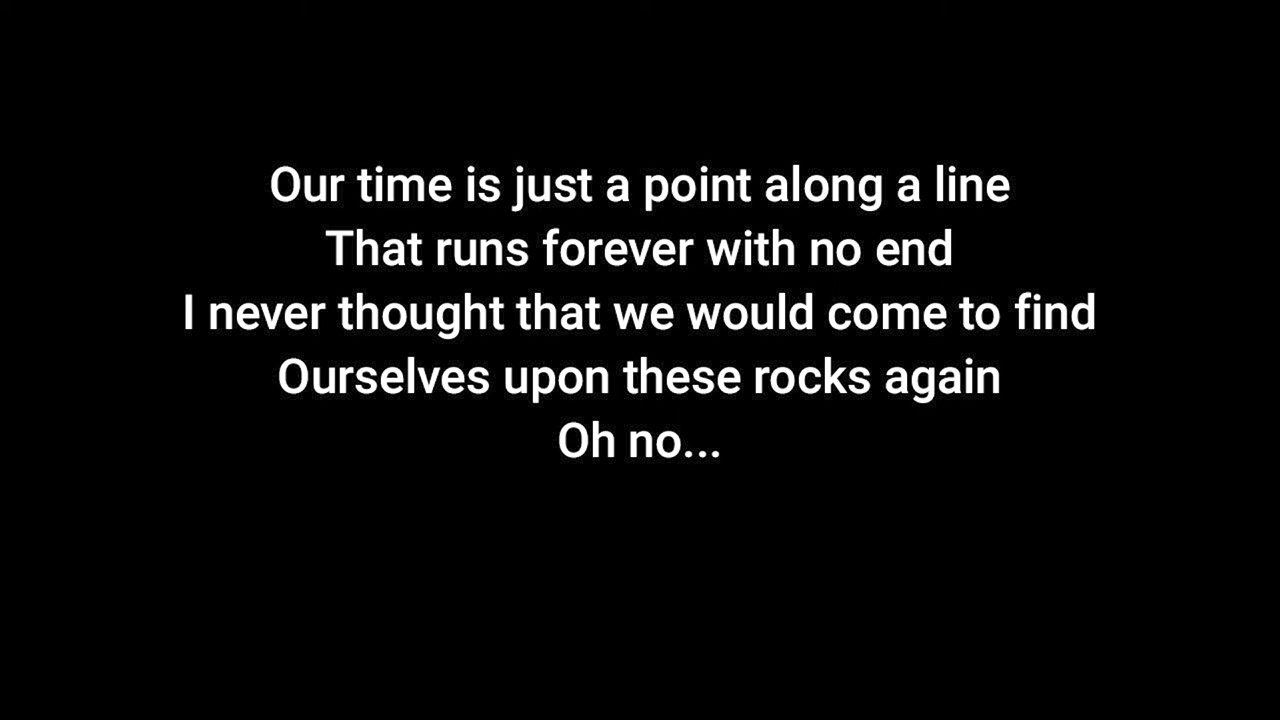 Our time is just a point along a line
That runs forever with no end
I never thought that we would come to find
Ourselves upon these rocks again
Oh no...